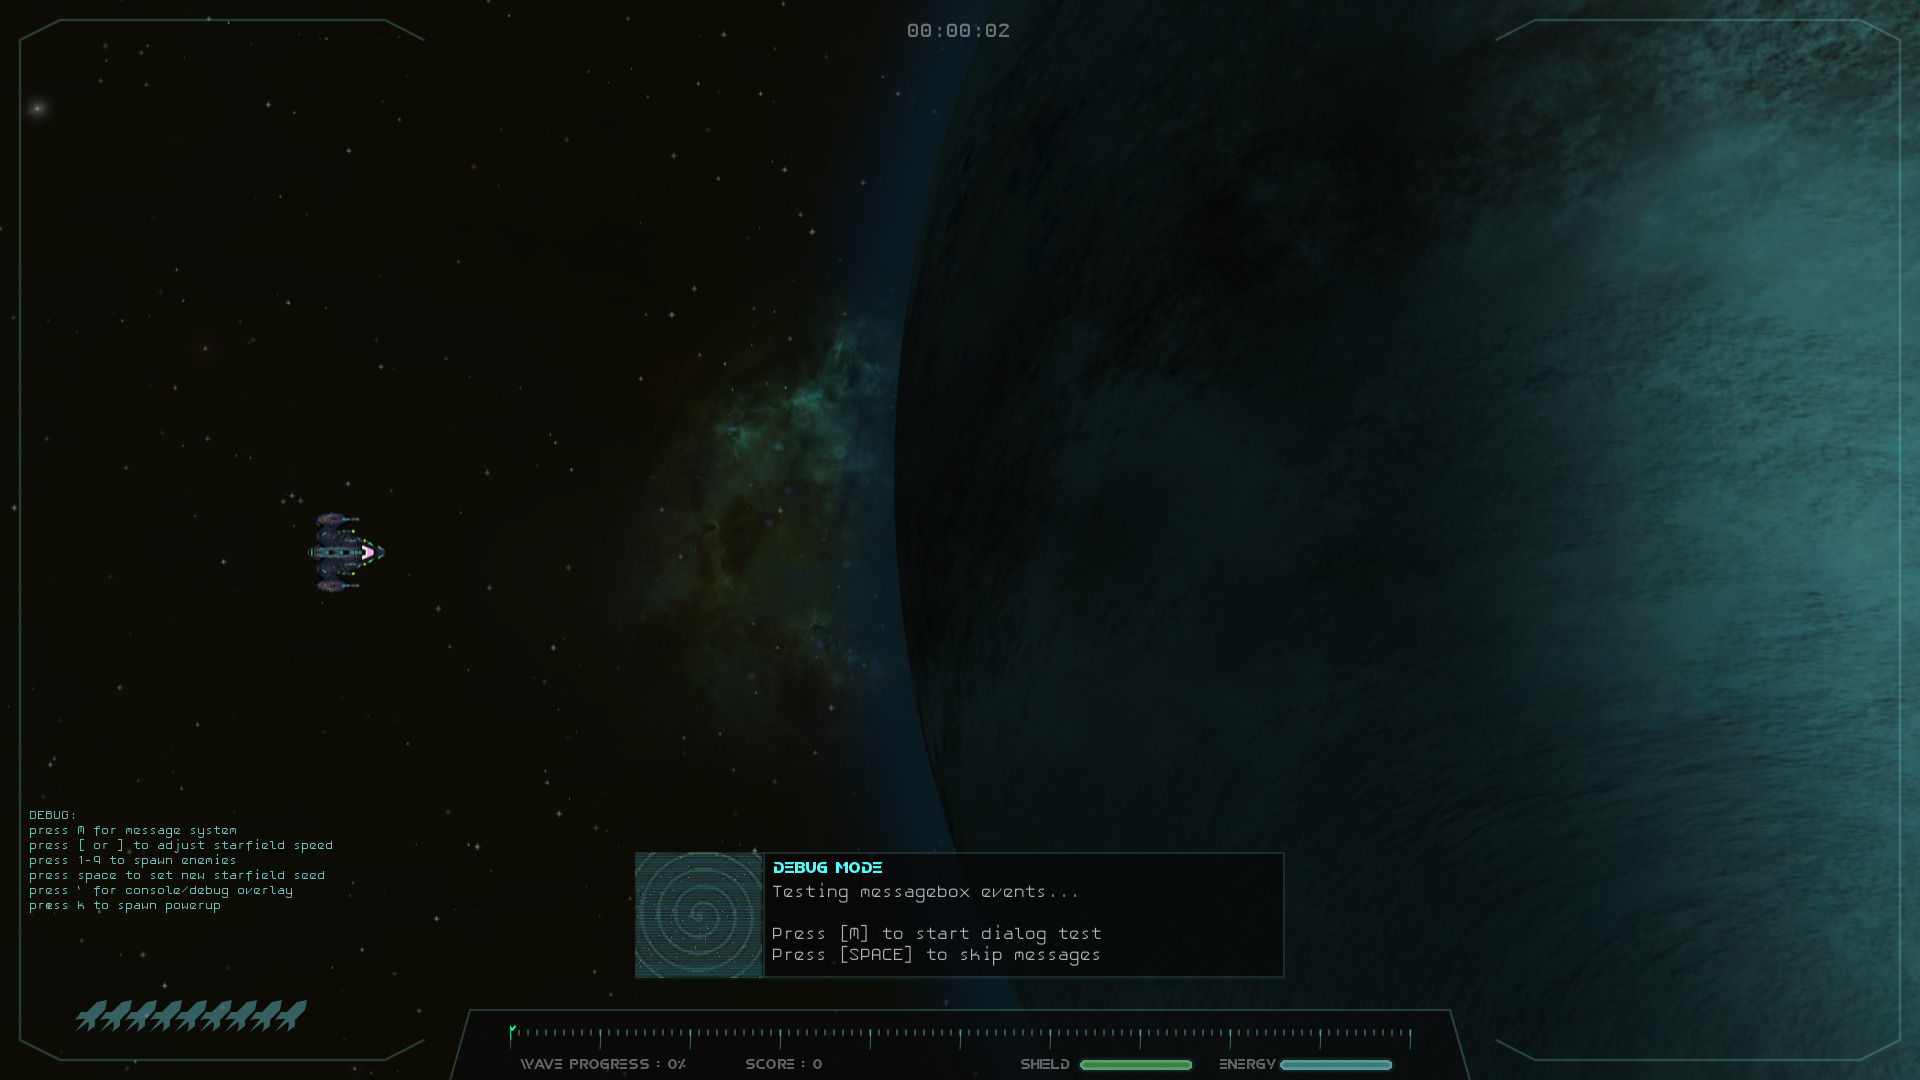 00:00:02
DEBUG:
press M for message system
press [ or ] to adjust starfield speed
press 1-9 to spawn enemies
press space to set new starfield seed
press ` for console/debug overlay
press k to spawn powerup
DEBUG MODE
Testing messagebox events...
Press [M] to start dialog test
Press [SPACE] to skip messages
WAVE PROGRESS : 0% SCORE : 0 SHIELD ENERGY